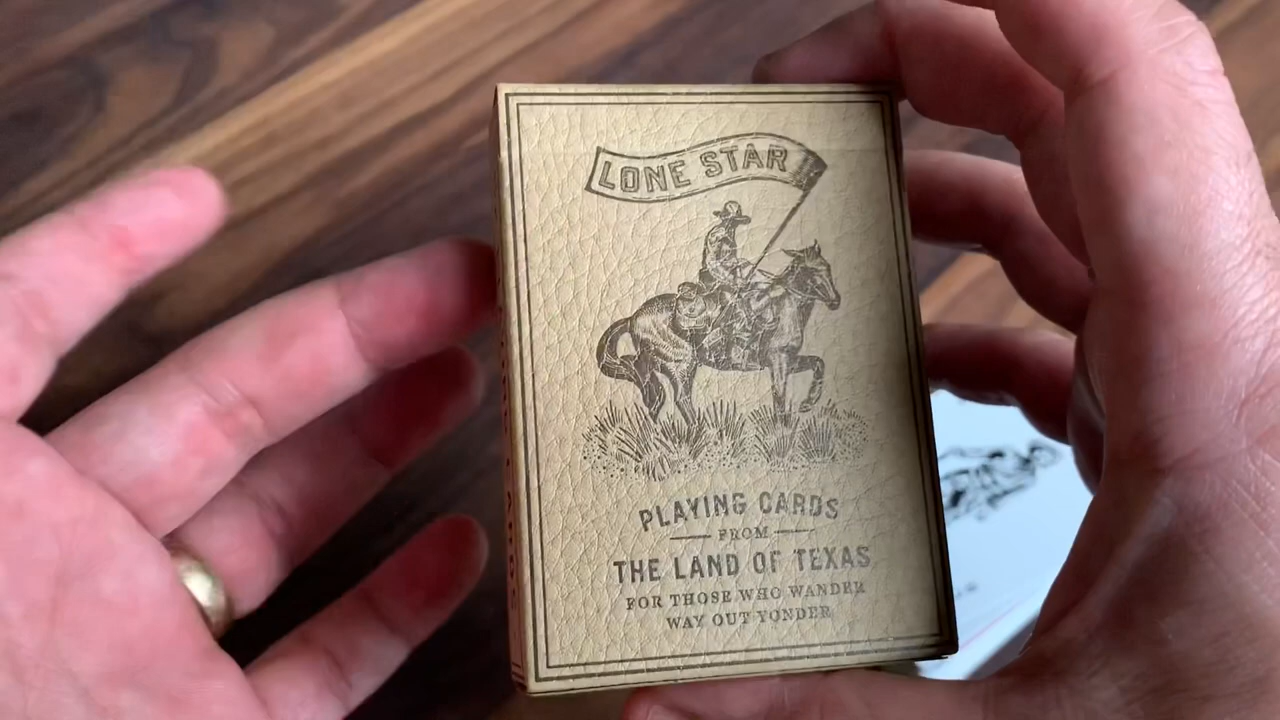 LONE STAR
PLAYING CARDS
FROM
THE LAND OF TEXAS
FOR THOSE WHO WANDER
WAY OUT YONDER